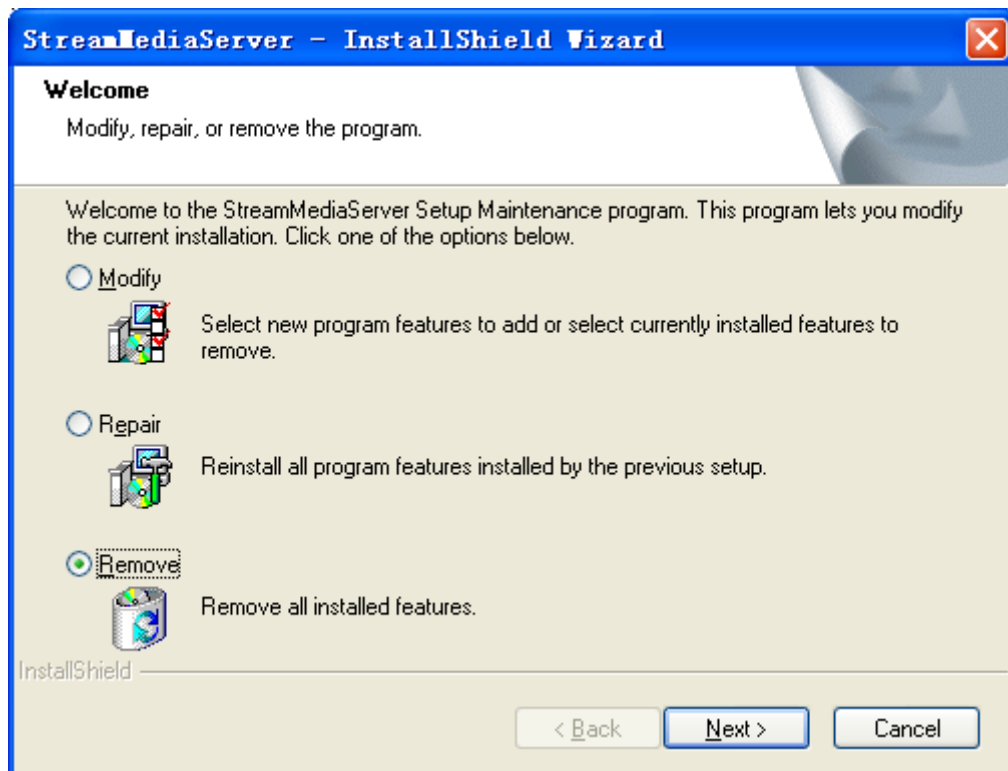 StreamMediaServer - InstallShield Wizard
Welcome
Modify, repair, or remove the program.
Welcome to the StreamMediaServer Setup Maintenance program. This program lets you modify
the current installation. Click one of the options below.
Modify
Select new program features to add or select currently installed features to
remove.
Repair
Reinstall all program features installed by the previous setup.
Remove
Remove all installed features.
InstallShield
< Back Next > Cancel